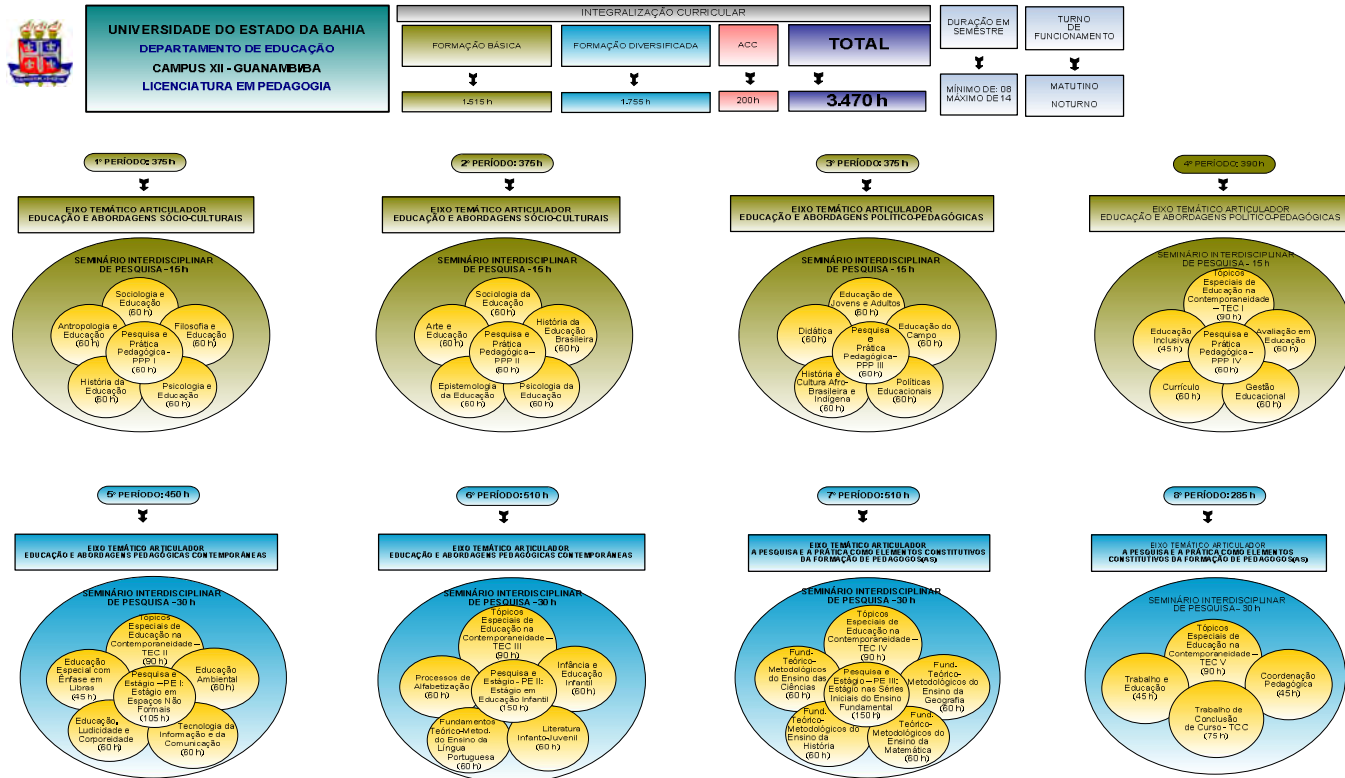 UNIVERSIDADE DO ESTADO DA BAHIA
DEPARTAMENTO DE EDUCAÇÃO
CAMPUS XII - GUANAMBI/BA
LICENCIATURA EM PEDAGOGIA
INTEGRALIZAÇÃO CURRICULAR
FORMAÇÃO BÁSICA
FORMAÇÃO DIVERSIFICADA
ACC
TOTAL
1.515 h
1.755 h
200 h
3.470 h
DURAÇÃO EM
SEMESTRE
MÍNIMO DE: 08
MÁXIMO DE 14
TURNO
DE
FUNCIONAMENTO
MATUTINO
NOTURNO
1º PERÍODO: 375 h
EIXO TEMÁTICO ARTICULADOR
EDUCAÇÃO E ABORDAGENS SÓCIO-CULTURAIS
SEMINÁRIO INTERDISCIPLINAR
DE PESQUISA - 15 h
Sociologia e
Educação
(60 h)
Antropologia e
Educação
(60 h)
Filosofia e
Educação
(60 h)
Pesquisa e
Prática
Pedagógica-
PPP I
(60 h)
História da
Educação
(60 h)
Psicologia e
Educação
(60 h)
2º PERÍODO: 375 h
EIXO TEMÁTICO ARTICULADOR
EDUCAÇÃO E ABORDAGENS SÓCIO-CULTURAIS
SEMINÁRIO INTERDISCIPLINAR
DE PESQUISA - 15 h
Sociologia da
Educação
(60 h)
Arte e
Educação
(60 h)
História da
Educação
Brasileira
(60 h)
Pesquisa e
Prática
Pedagógica–
PPP II
(60 h)
Epistemologia
da Educação
(60 h)
Psicologia da
Educação
(60 h)
3º PERÍODO: 375 h
EIXO TEMÁTICO ARTICULADOR
EDUCAÇÃO E ABORDAGENS POLÍTICO-PEDAGÓGICAS
SEMINÁRIO INTERDISCIPLINAR
DE PESQUISA - 15 h
Educação de
Jovens e Adultos
(60 h)
Didática
(60 h)
Educação do
Campo
(60 h)
Pesquisa
e
Prática
Pedagógica–
PPP III
(60 h)
História e
Cultura Afro-
Brasileira e
Indígena
(60 h)
Políticas
Educacionais
(60 h)
4º PERÍODO: 390 h
EIXO TEMÁTICO ARTICULADOR
EDUCAÇÃO E ABORDAGENS POLÍTICO-PEDAGÓGICAS
SEMINÁRIO INTERDISCIPLINAR
DE PESQUISA - 15 h
Tópicos
Especiais de
Educação na
Contemporaneidade
– TEC I
(90 h)
Educação
Inclusiva
(45 h)
Avaliação em
Educação
(60 h)
Pesquisa e
Prática
Pedagógica–
PPP IV
(60 h)
Currículo
(60 h)
Gestão
Educacional
(60 h)
5º PERÍODO: 450 h
EIXO TEMÁTICO ARTICULADOR
EDUCAÇÃO E ABORDAGENS PEDAGÓGICAS CONTEMPORÂNEAS
SEMINÁRIO INTERDISCIPLINAR
DE PESQUISA - 30 h
Tópicos
Especiais de
Educação na
Contemporaneidade–
TEC II
(90 h)
Educação
Especial com
Ênfase em
Libras
(45 h)
Educação
Ambiental
(60 h)
Pesquisa e
Estágio – PE I:
Estágio em
Espaços Não
Formais
(105 h)
Educação,
Ludicidade e
Corporeidade
(60 h)
Tecnologia da
Informação e da
Comunicação
(60 h)
6º PERÍODO: 510 h
EIXO TEMÁTICO ARTICULADOR
EDUCAÇÃO E ABORDAGENS PEDAGÓGICAS CONTEMPORÂNEAS
SEMINÁRIO INTERDISCIPLINAR
DE PESQUISA - 30 h
Tópicos
Especiais de
Educação na
Contemporaneidade–
TEC III
(90 h)
Processos de
Alfabetização
(60 h)
Infância e
Educação
Infantil
(60 h)
Pesquisa e
Estágio – PE II:
Estágio em
Educação Infantil
(150 h)
Fundamentos
Teórico-Metod.
do Ensino da
Língua
Portuguesa
(60 h)
Literatura
Infanto-Juvenil
(60 h)
7º PERÍODO: 510 h
EIXO TEMÁTICO ARTICULADOR
A PESQUISA E A PRÁTICA COMO ELEMENTOS CONSTITUTIVOS
DA FORMAÇÃO DE PEDAGOGOS(AS)
SEMINÁRIO INTERDISCIPLINAR
DE PESQUISA - 30 h
Tópicos
Especiais de
Educação na
Contemporaneidade–
TEC IV
(90 h)
Fund.
Teórico-
Metodológicos
do Ensino das
Ciências
(60 h)
Fund.
Teórico-
Metodológicos do
Ensino da
Geografia
(60 h)
Pesquisa e
Estágio – PE III:
Estágio nas Séries
Iniciais do Ensino
Fundamental
(150 h)
Fund.
Teórico-
Metodológicos do
Ensino da
História
(60 h)
Fund.
Teórico-
Metodológicos do
Ensino da
Matemática
(60 h)
8º PERÍODO: 285 h
EIXO TEMÁTICO ARTICULADOR
A PESQUISA E A PRÁTICA COMO ELEMENTOS
CONSTITUTIVOS DA FORMAÇÃO DE PEDAGOGOS(AS)
SEMINÁRIO INTERDISCIPLINAR
DE PESQUISA - 30 h
Tópicos
Especiais de
Educação na
Contemporaneidade–
TEC V
(90 h)
Trabalho e
Educação
(45 h)
Coordenação
Pedagógica
(45 h)
Trabalho de
Conclusão
de Curso - TCC
(75 h)